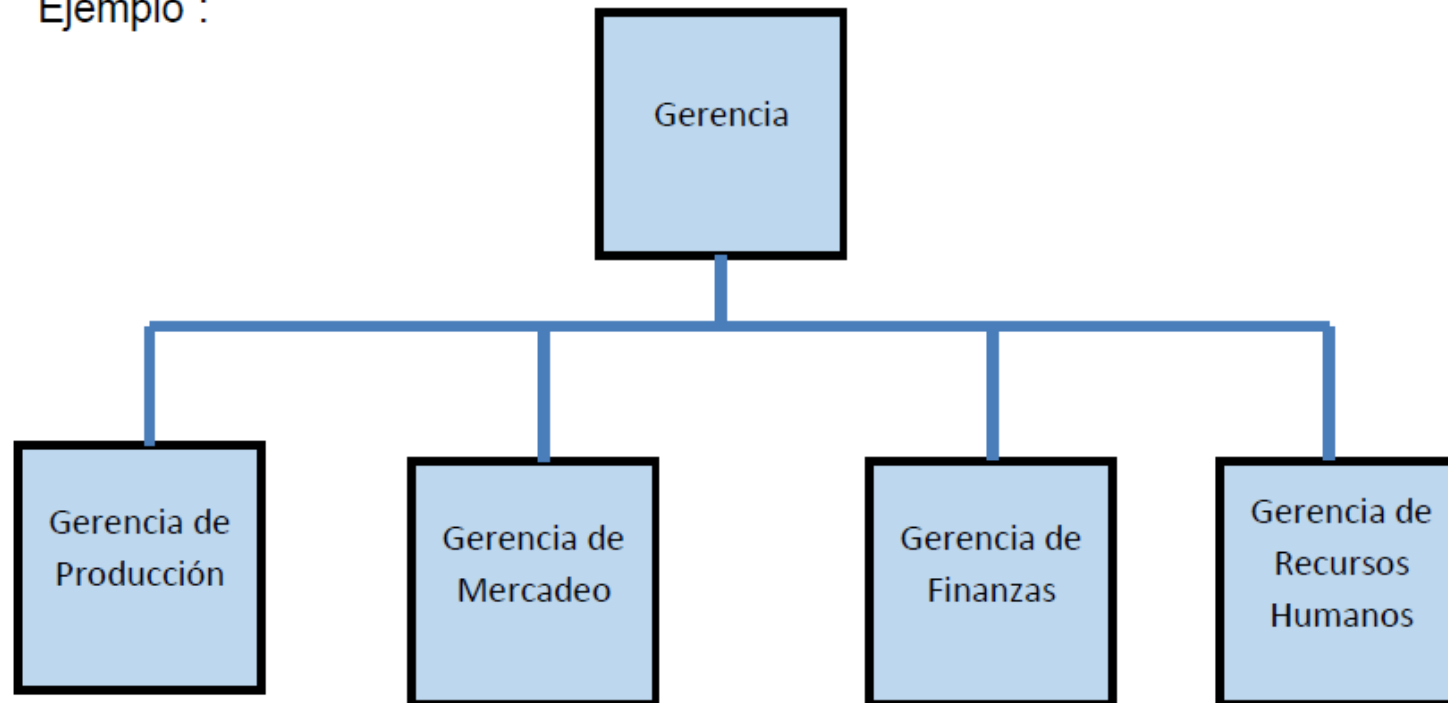 Ejemplo :
Gerencia
Gerencia de
Producción
Gerencia de
Mercadeo
Gerencia de
Finanzas
Gerencia de
Recursos
Humanos